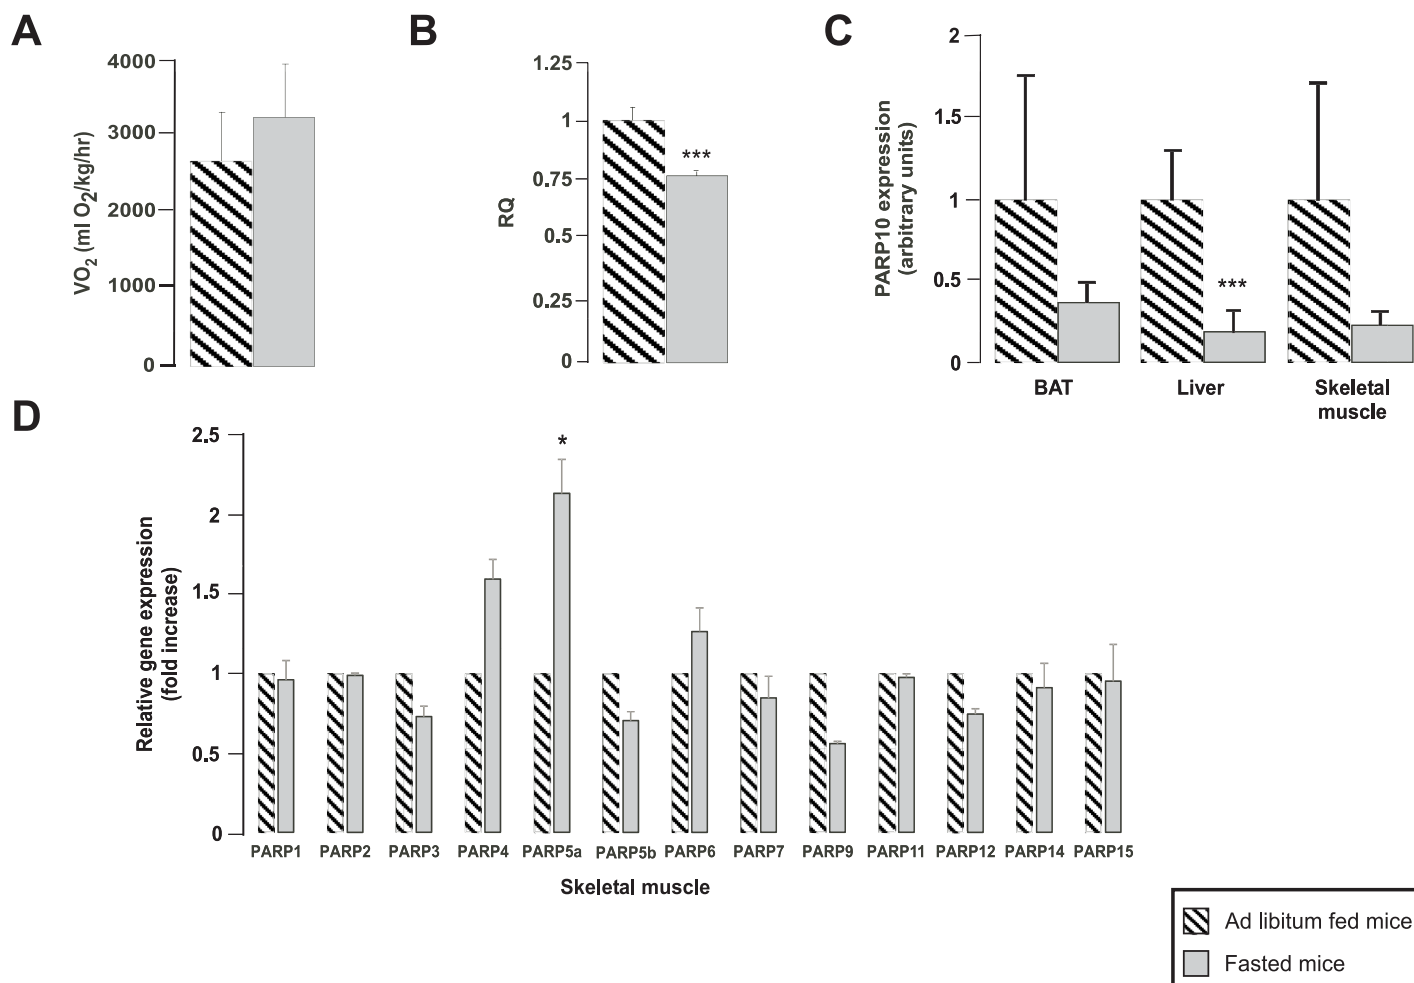 A
4000
3000
2000
1000
0
VO2 (ml O2/kg/hr)
B
1.25
1
0.75
0.5
0.25
0
RQ
***
C
2
1.5
1
0.5
0
PARP10 expression
(arbitrary units)
***
BAT
Liver
Skeletal
muscle
D
2.5
2
1.5
1
0.5
0
Relative gene expression
(fold increase)
*
PARP1 PARP2 PARP3 PARP4 PARP5a PARP5b PARP6 PARP7 PARP9 PARP11 PARP12 PARP14 PARP15
Skeletal muscle
Ad libitum fed mice
Fasted mice